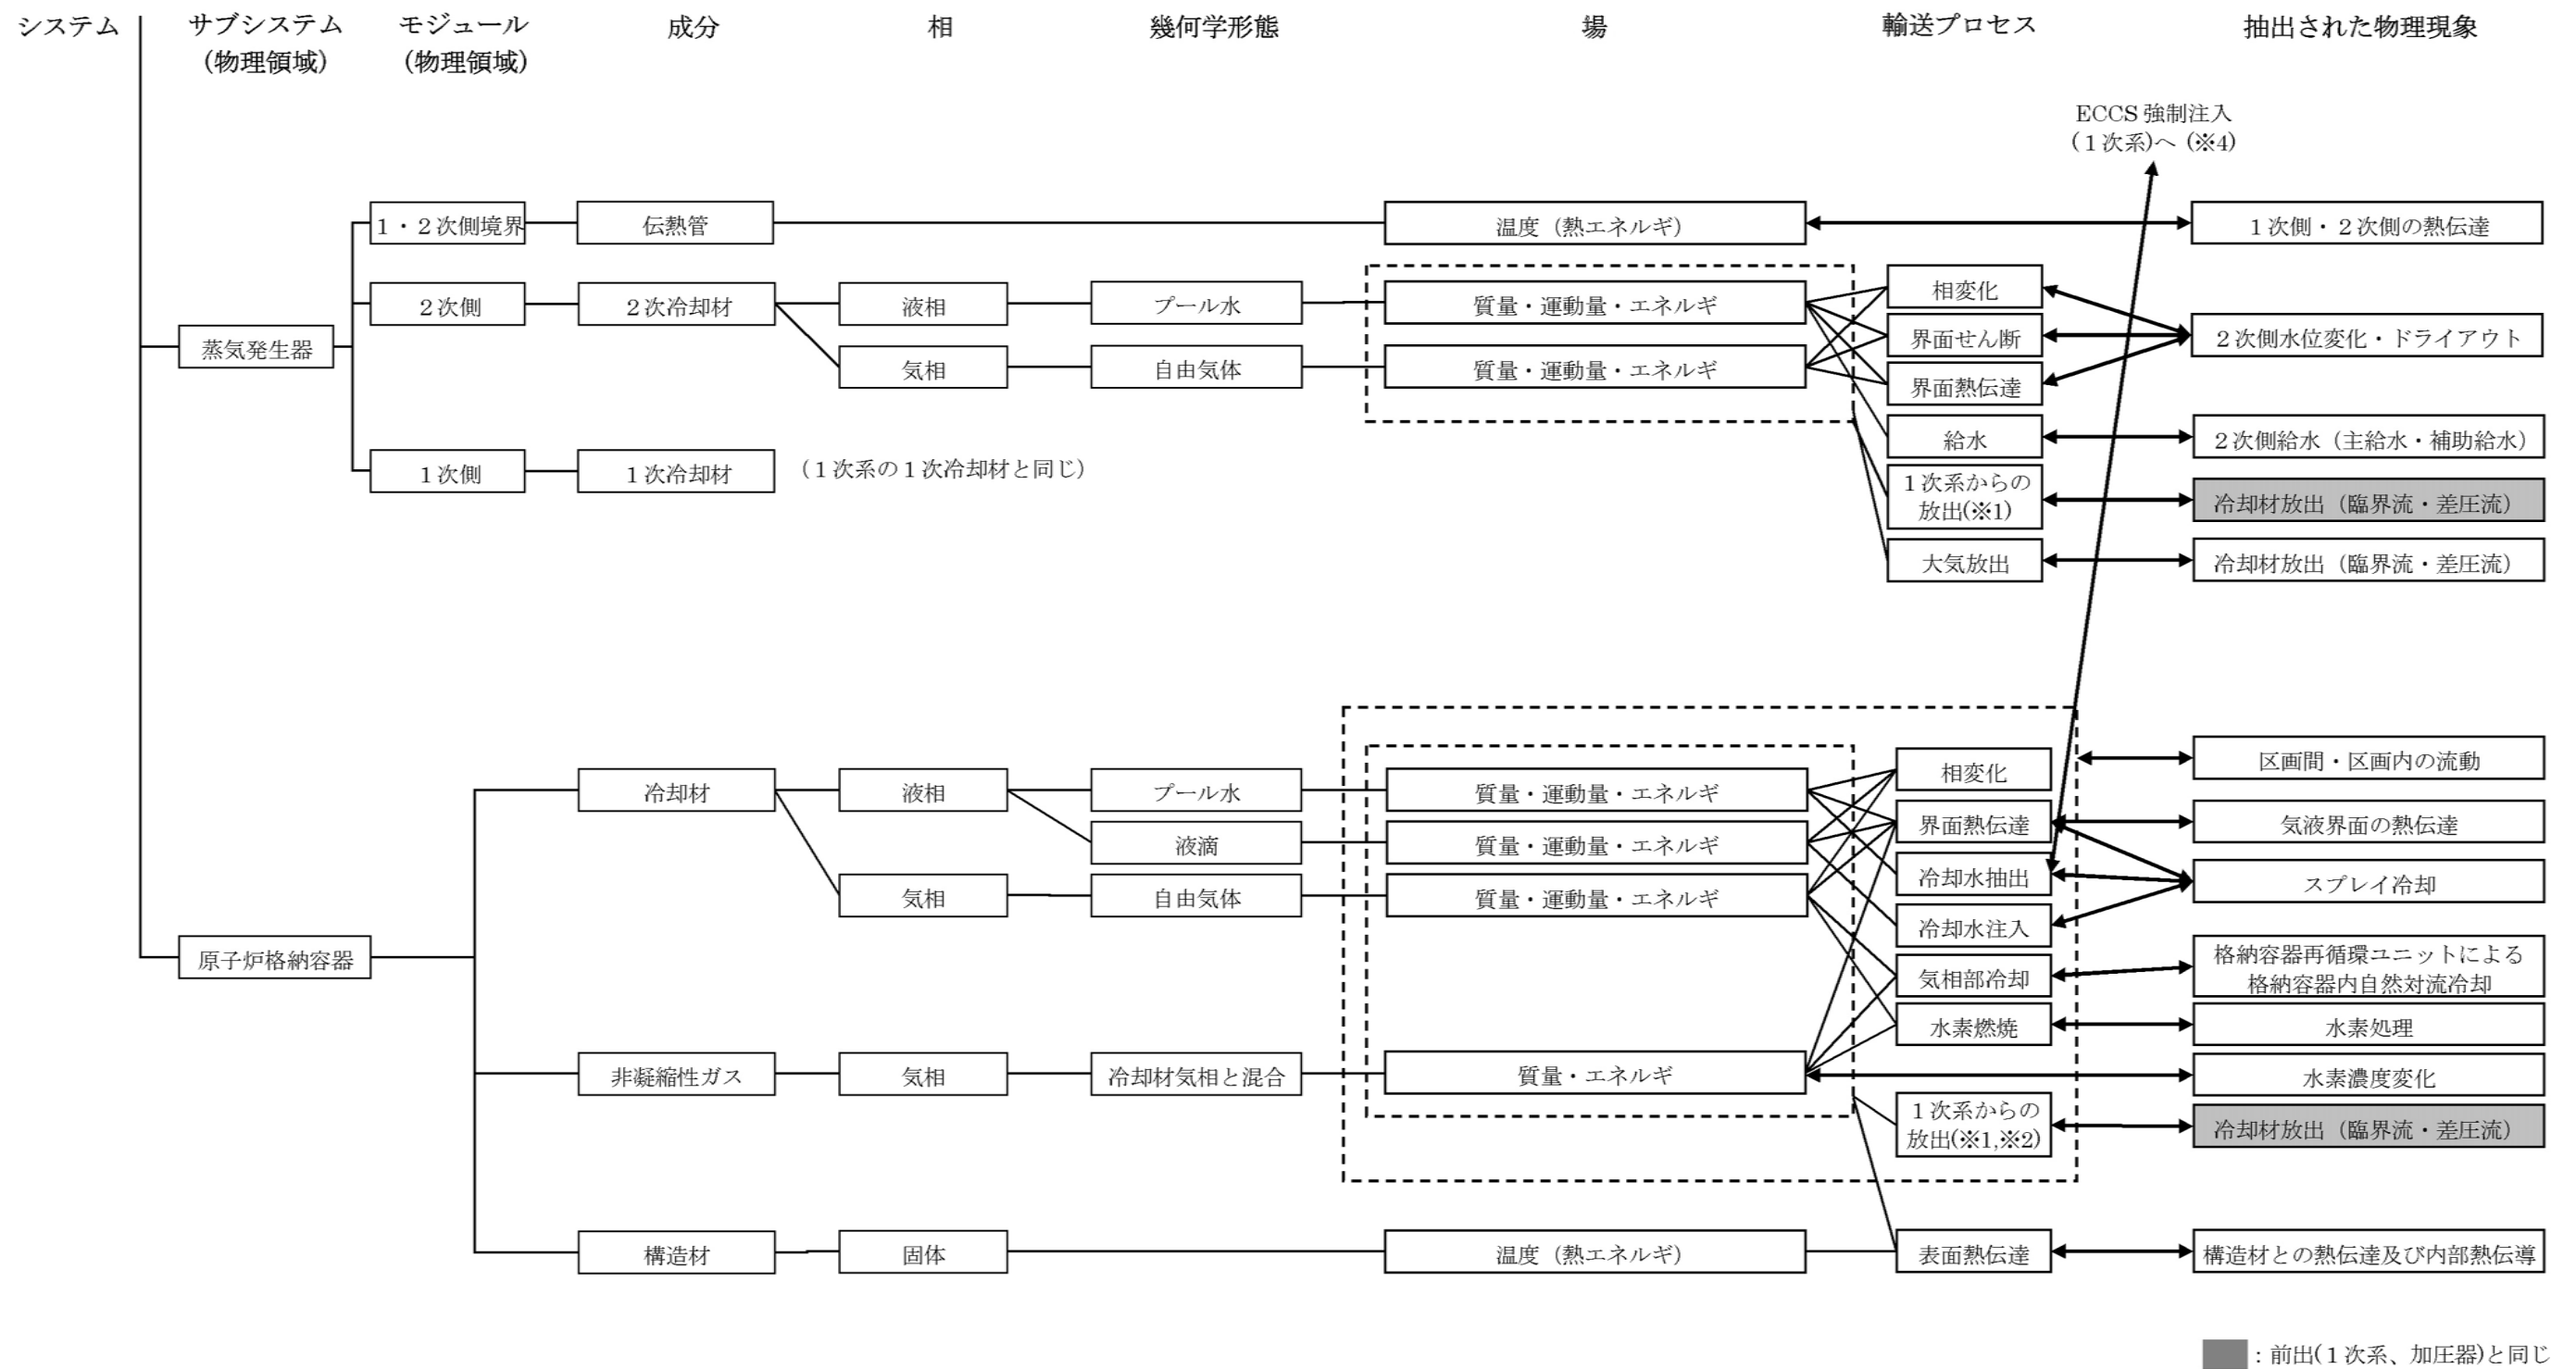 システム
サブシステム
(物理領域)
モジュール
(物理領域)
成分
相
幾何学形態
場
輸送プロセス
抽出された物理現象
ECCS 強制注入
(１次系)へ (※4)
１・２次側境界
伝熱管
温度（熱エネルギ）
１次側・２次側の熱伝達
蒸気発生器
２次側
２次冷却材
液相
プール水
質量・運動量・エネルギ
相変化
界面せん断
２次側水位変化・ドライアウト
気相
自由気体
質量・運動量・エネルギ
界面熱伝達
給水
２次側給水（主給水・補助給水）
１次側
１次冷却材
（１次系の１次冷却材と同じ）
１次系からの
放出(※1)
冷却材放出（臨界流・差圧流）
大気放出
冷却材放出（臨界流・差圧流）
原子炉格納容器
冷却材
液相
プール水
質量・運動量・エネルギ
相変化
区画間・区画内の流動
液滴
質量・運動量・エネルギ
界面熱伝達
気液界面の熱伝達
気相
自由気体
質量・運動量・エネルギ
冷却水抽出
スプレイ冷却
冷却水注入
気相部冷却
格納容器再循環ユニットによる
格納容器内自然対流冷却
水素燃焼
水素処理
非凝縮性ガス
気相
冷却材気相と混合
質量・エネルギ
水素濃度変化
１次系からの
放出(※1,※2)
冷却材放出（臨界流・差圧流）
構造材
固体
温度（熱エネルギ）
表面熱伝達
構造材との熱伝達及び内部熱伝導
：前出(１次系、加圧器)と同じ